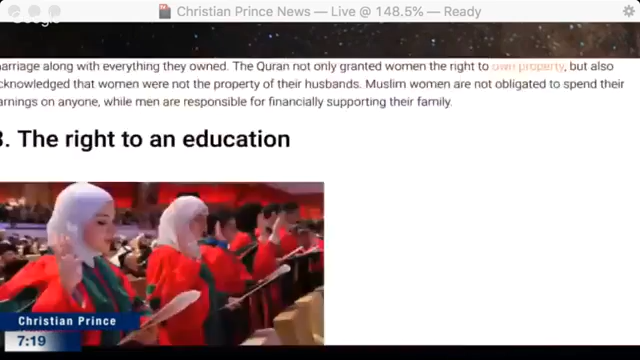 Christian Prince News — Live @ 148.5% — Ready
Google
arriage along with everything they owned. The Quran not only granted women the right to own property, but also
cknowledged that women were not the property of their husbands. Muslim women are not obligated to spend their
arnings on anyone, while men are responsible for financially supporting their family.
3. The right to an education
Christian Prince
7:19